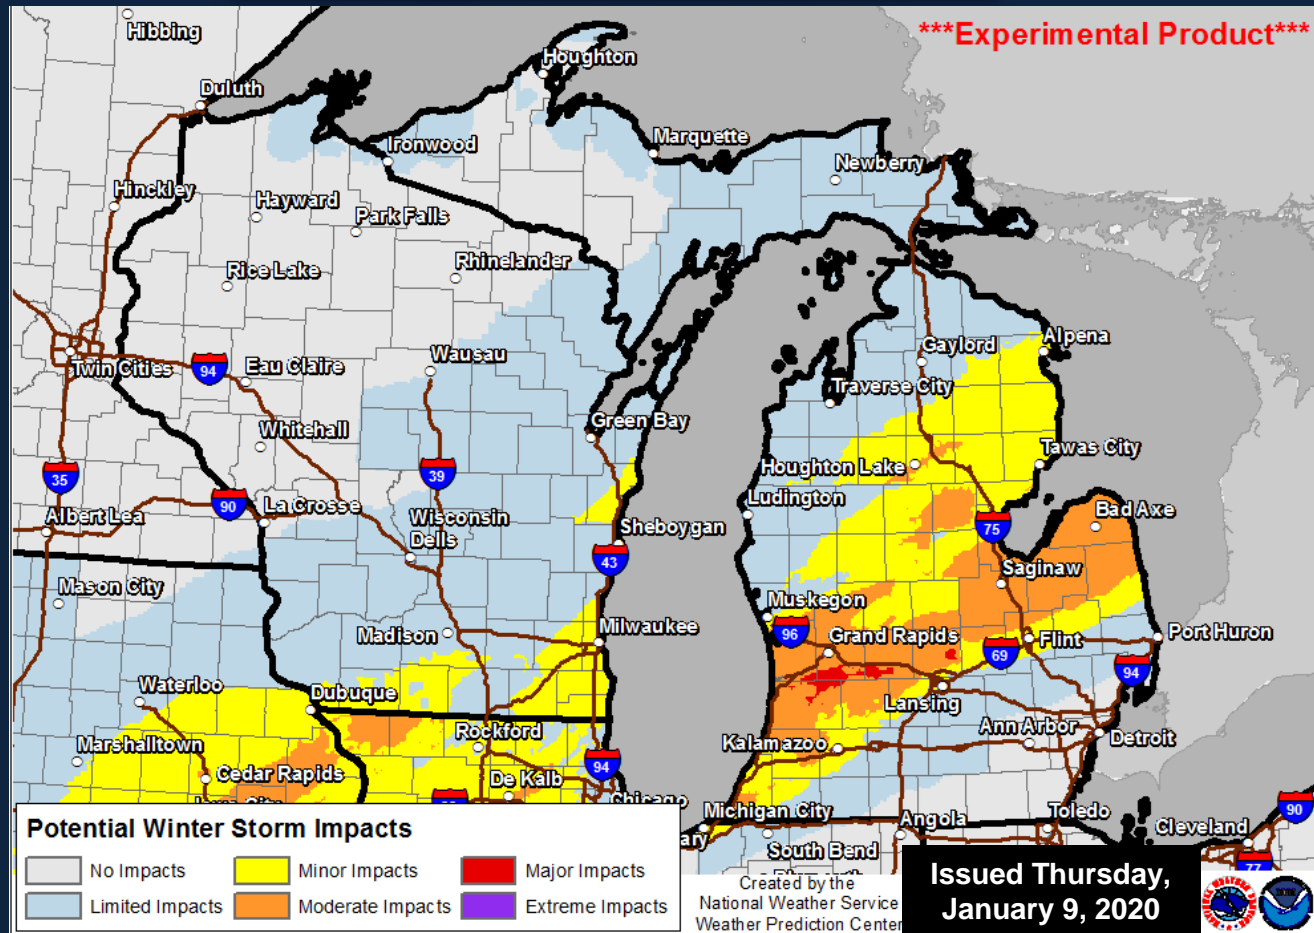 ***Experimental Product***
Hibbing
Houghton
Duluth
Marquette
Ironwood
Newberry
Hinckley
Hayward
Park Falls
Rice Lake
Rhinelander
Alpena
Gaylord
Twin Cities
94
Eau Claire
Wausau
Traverse City
Green Bay
Whitehall
Tawas City
35
39
Houghton Lake
90
Ludington
Albert Lea
La Crosse
Wisconsin
Dells
Sheboygan
75
Bad Axe
43
Saginaw
Mason City
Muskegon
96
Madison
Milwaukee
Grand Rapids
69
Flint
Port Huron
94
Waterloo
Dubuque
Lansing
Marshalltown
Rockford
Kalamazoo
Ann Arbor
Detroit
Cedar Rapids
De Kalb
94
Chicago
Michigan City
Angola
Toledo
Cleveland
90
South Bend
77
Potential Winter Storm Impacts
No Impacts
Minor Impacts
Major Impacts
Limited Impacts
Moderate Impacts
Extreme Impacts
Created by the
National Weather Service
Weather Prediction Center
Issued Thursday,
January 9, 2020